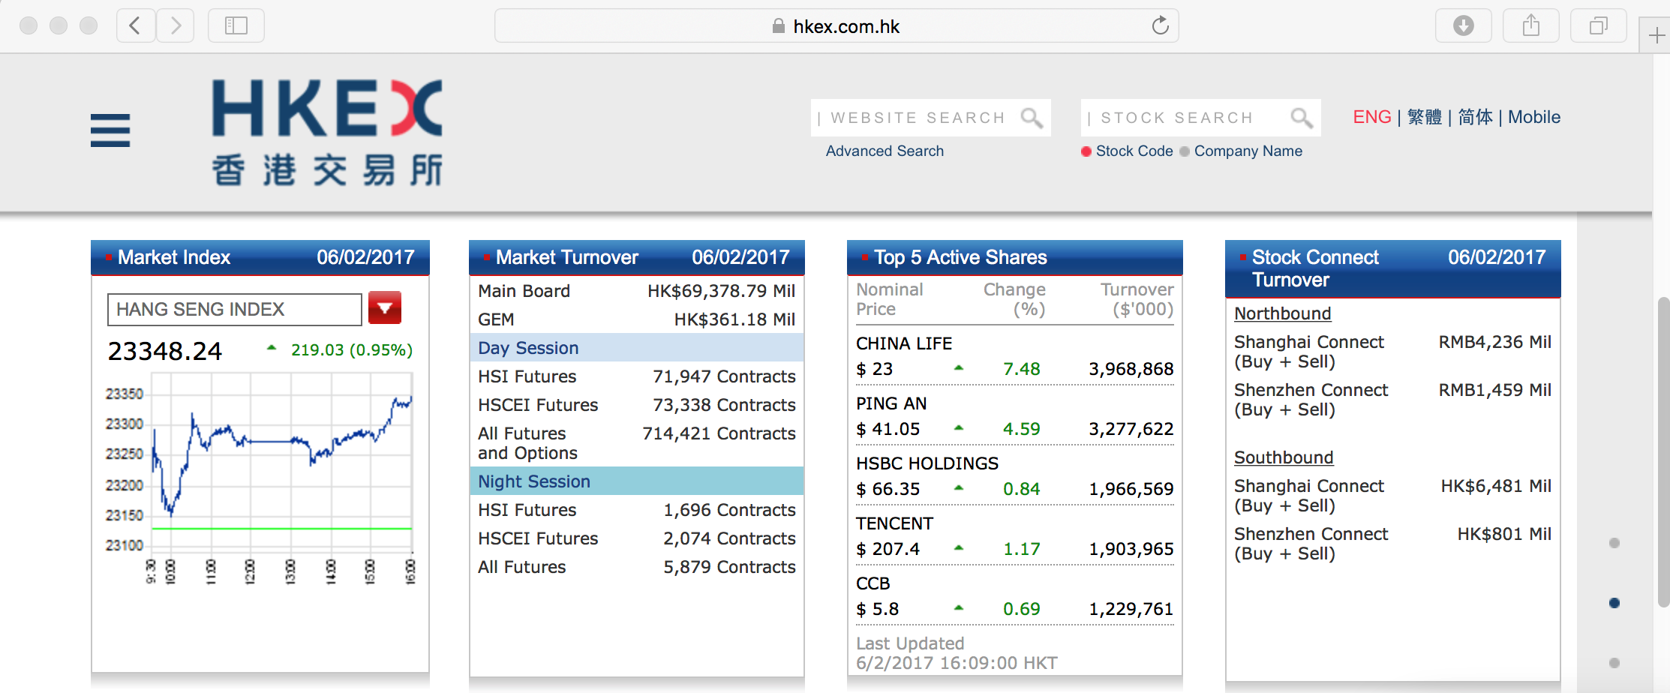 hkex.com.hk
HKEX
香港交易所
| WEBSITE SEARCH
Advanced Search
| STOCK SEARCH
Stock Code Company Name
ENG | 繁體 | 简体 | Mobile
Market Index 06/02/2017
HANG SENG INDEX
23348.24 219.03 (0.95%)
23350
23300
23250
23200
23150
23100
9:30 10:00 11:00 12:00 13:00 14:00 15:00 16:00
Market Turnover 06/02/2017
Main Board HK$69,378.79 Mil
GEM HK$361.18 Mil
Day Session
HSI Futures 71,947 Contracts
HSCEI Futures 73,338 Contracts
All Futures 714,421 Contracts
and Options
Night Session
HSI Futures 1,696 Contracts
HSCEI Futures 2,074 Contracts
All Futures 5,879 Contracts
Top 5 Active Shares
Nominal Change Turnover
Price (%) ($'000)
CHINA LIFE
$ 23 7.48 3,968,868
PING AN
$ 41.05 4.59 3,277,622
HSBC HOLDINGS
$ 66.35 0.84 1,966,569
TENCENT
$ 207.4 1.17 1,903,965
CCB
$ 5.8 0.69 1,229,761
Last Updated
6/2/2017 16:09:00 HKT
Stock Connect 06/02/2017
Turnover
Northbound
Shanghai Connect RMB4,236 Mil
(Buy + Sell)
Shenzhen Connect RMB1,459 Mil
(Buy + Sell)
Southbound
Shanghai Connect HK$6,481 Mil
(Buy + Sell)
Shenzhen Connect HK$801 Mil
(Buy + Sell)